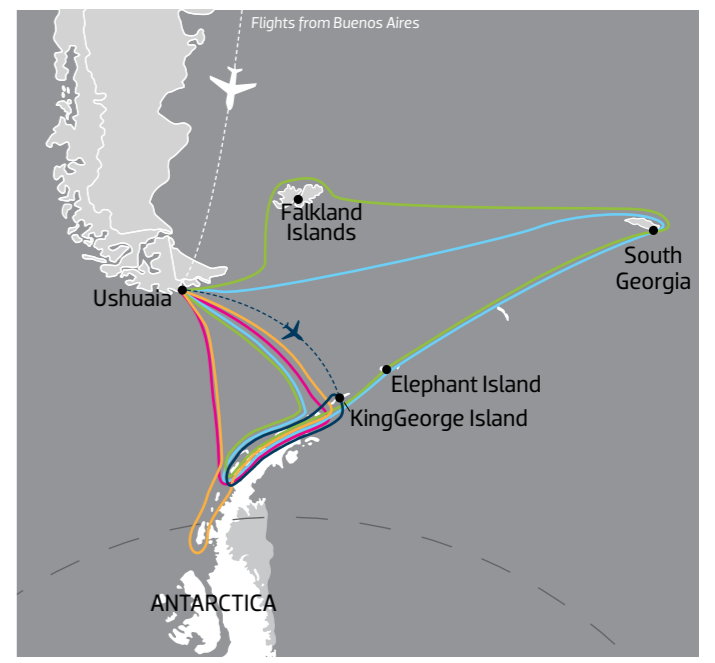 Flights from Buenos Aires
Falkland
Islands
South
Georgia
Ushuaia
Elephant Island
KingGeorge Island
ANTARCTICA